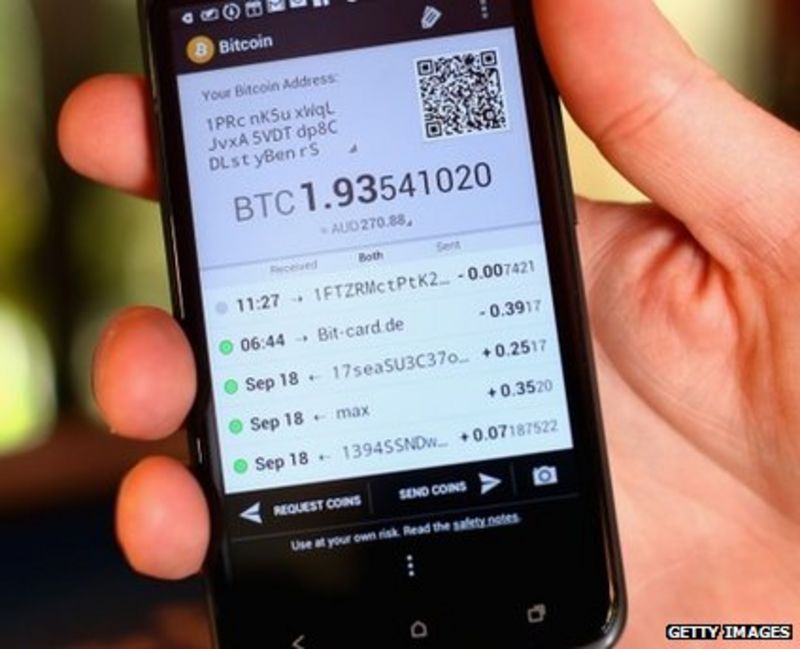 Bitcoin
Your Bitcoin Address:
1PRc nK5u xWqL
JvxA 5VDT dp8C
DLst yBen rS
BTC 1.93541020
≈ AUD 270.88
Received Both Sent
11:27 → 1FTZRMctPtK2... - 0.007421
06:44 → Bit-card.de - 0.3917
Sep 18 ← 17seaSU3C37o... + 0.2517
Sep 18 ← max + 0.3520
Sep 18 ← 1394SSNDw... + 0.07187522
REQUEST COINS SEND COINS
Use at your own risk. Read the safety notes.
GETTY IMAGES